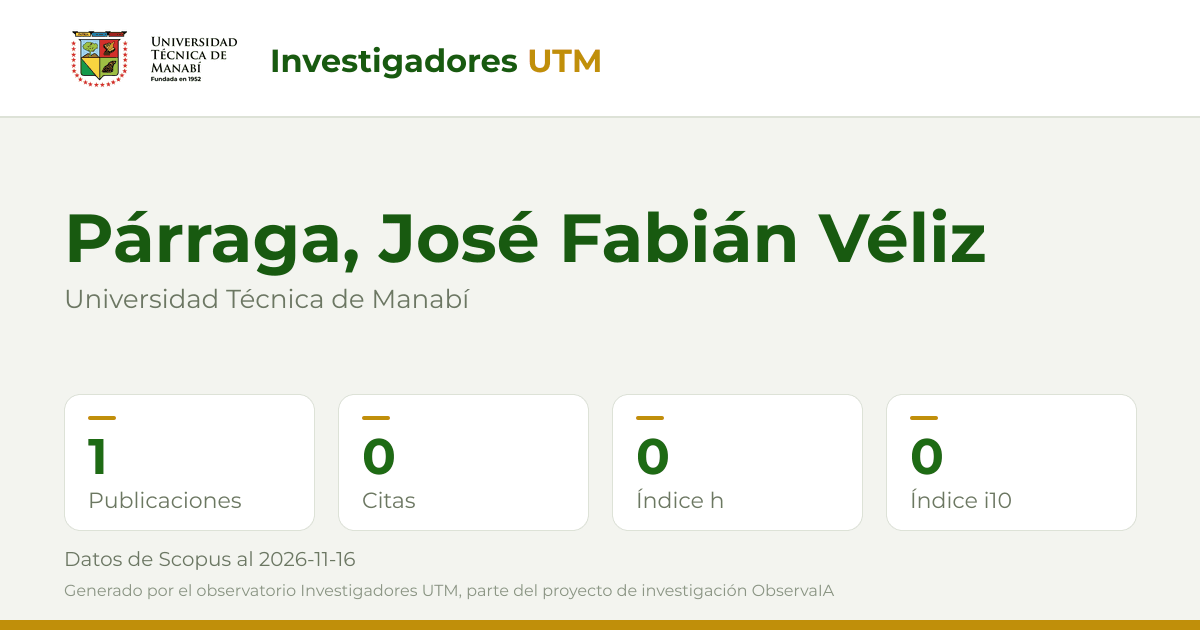 UNIVERSIDAD
TÉCNICA DE
MANABÍ
Fundada en 1952
Investigadores UTM
Párraga, José Fabián Véliz
Universidad Técnica de Manabí
1
Publicaciones
0
Citas
0
Índice h
0
Índice i10
Datos de Scopus al 2026-11-16
Generado por el observatorio Investigadores UTM, parte del proyecto de investigación ObservaIA